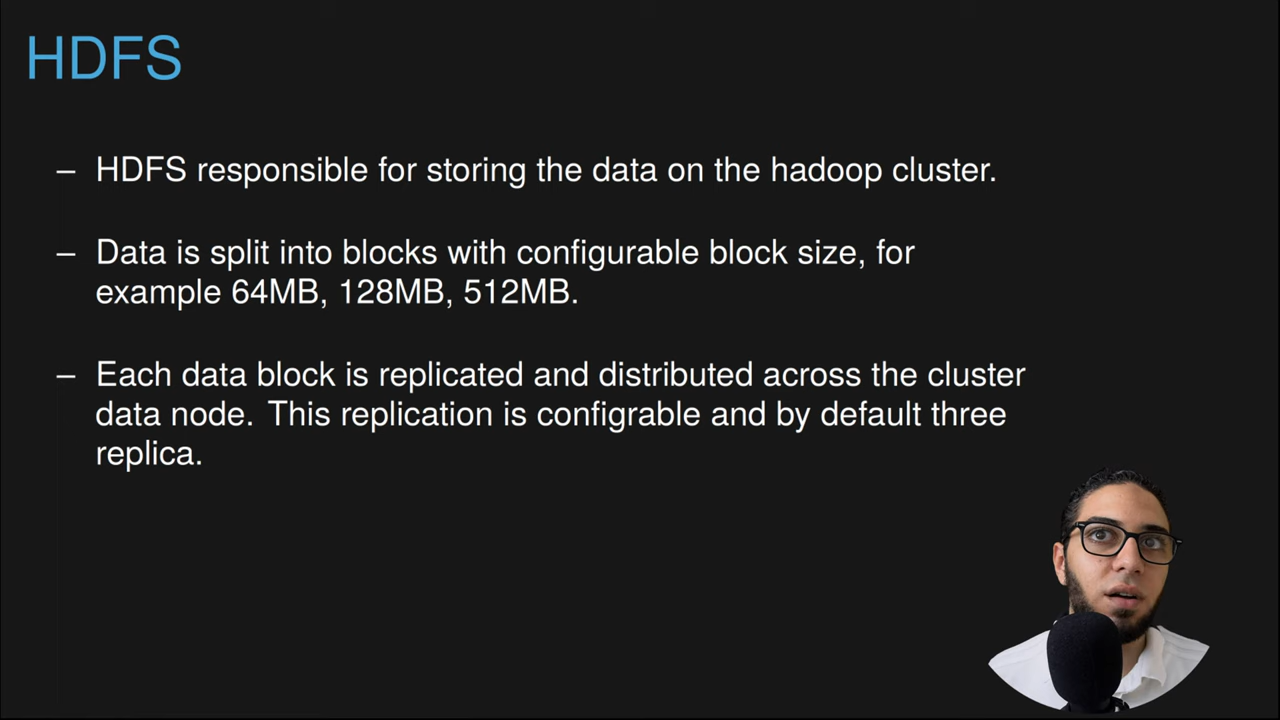 HDFS
– HDFS responsible for storing the data on the hadoop cluster.
– Data is split into blocks with configurable block size, for
example 64MB, 128MB, 512MB.
– Each data block is replicated and distributed across the cluster
data node. This replication is configrable and by default three
replica.